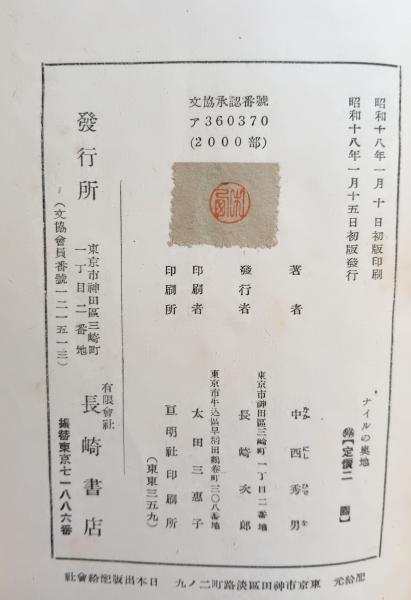 昭和十八年一月 十 日初版印刷
昭和十八年一月十五日初版發行
ナイルの奥地
【定價二 圓】
文協承認番號
ア360370
(2000部)
著者
中西秀男
なかにしひでを
發行者
東京市神田區三崎町一丁目二番地
長崎次郎
印刷者
東京市牛込區早稻田鶴卷町三〇八番地
太田三惠子
印刷所
亘明社印刷所
(東東三五九)
發行所
東京市神田區三崎町
一丁目二番地
有限會社
長崎書店
(文協會員番號一二一五一三)
振替東京七一八八六番
配給元 東京市神田區淡路町二ノ九 日本出版配給會社